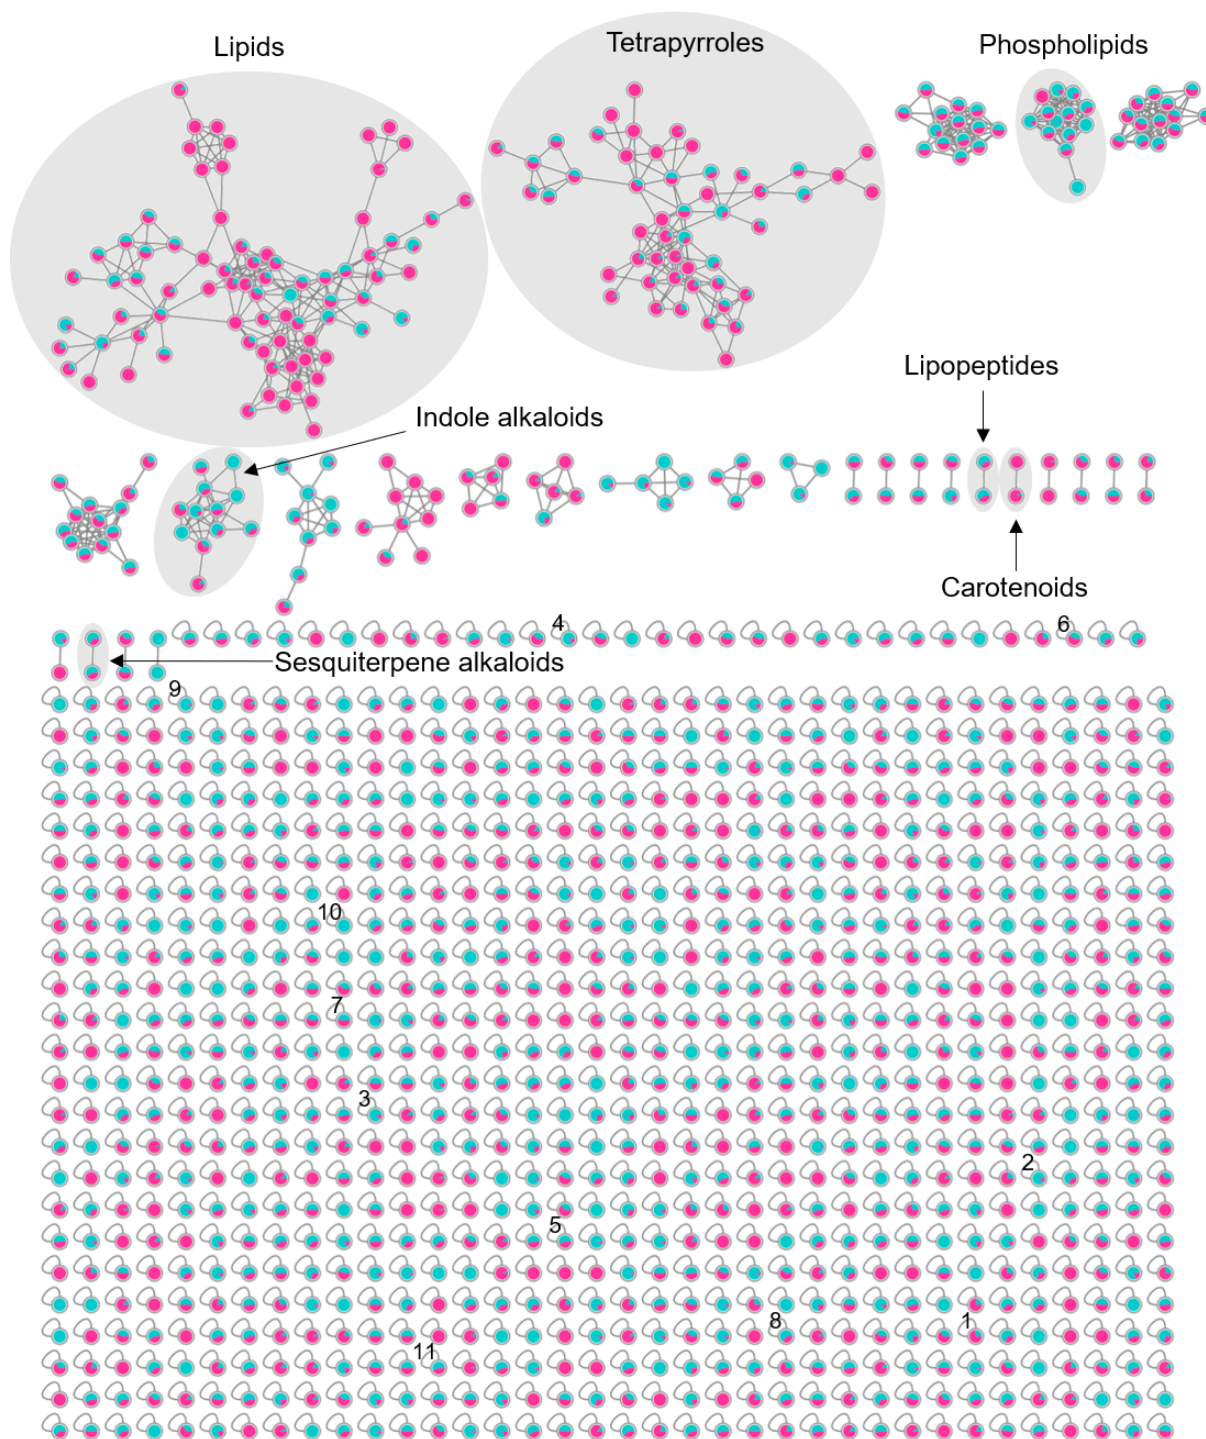 Lipids
Tetrapyrroles
Phospholipids
Lipopeptides
Indole alkaloids
Carotenoids
4
6
Sesquiterpene alkaloids
9
10
7
3
2
5
8
1
11